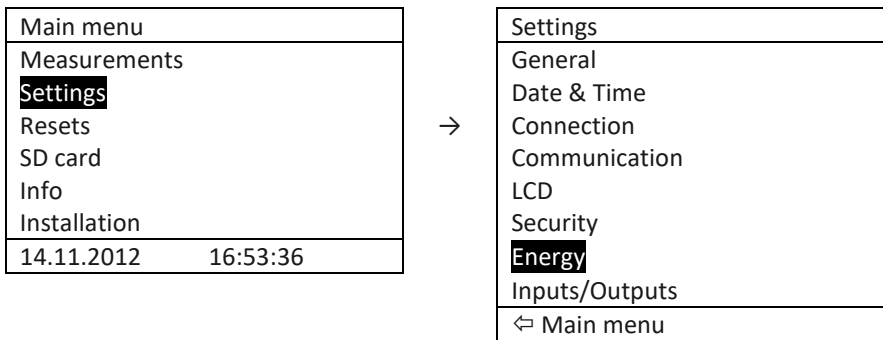 Main menu
Measurements
Settings
Resets
SD card
Info
Installation
14.11.2012 16:53:36
→
Settings
General
Date & Time
Connection
Communication
LCD
Security
Energy
Inputs/Outputs
⇦ Main menu